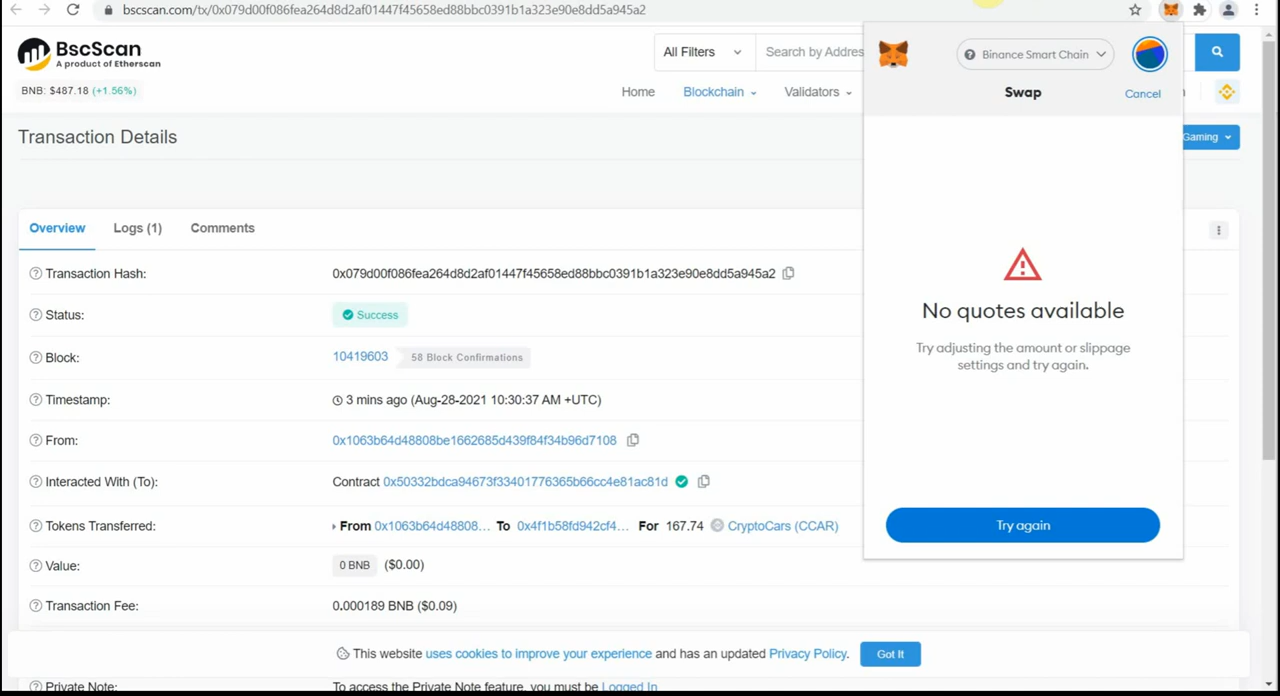 bscscan.com/tx/0x079d00f086fea264d8d2af01447f45658ed88bbc0391b1a323e90e8dd5a945a2
BscScan
A product of Etherscan
All Filters
Search by Addres
BNB: $487.18 (+1.56%)
Home
Blockchain
Validators
Transaction Details
Gaming
Overview
Logs (1)
Comments
Transaction Hash:
0x079d00f086fea264d8d2af01447f45658ed88bbc0391b1a323e90e8dd5a945a2
Status:
Success
Block:
10419603
58 Block Confirmations
Timestamp:
3 mins ago (Aug-28-2021 10:30:37 AM +UTC)
From:
0x1063b64d48808be1662685d439f84f34b96d7108
Interacted With (To):
Contract 0x50332bdca94673f33401776365b66cc4e81ac81d
Tokens Transferred:
From 0x1063b64d48808... To 0x4f1b58fd942cf4... For 167.74 CryptoCars (CCAR)
Value:
0 BNB ($0.00)
Transaction Fee:
0.000189 BNB ($0.09)
This website uses cookies to improve your experience and has an updated Privacy Policy.
Got It
Private Note:
To access the Private Note feature, you must be Logged In
Binance Smart Chain
Swap
Cancel
No quotes available
Try adjusting the amount or slippage
settings and try again.
Try again